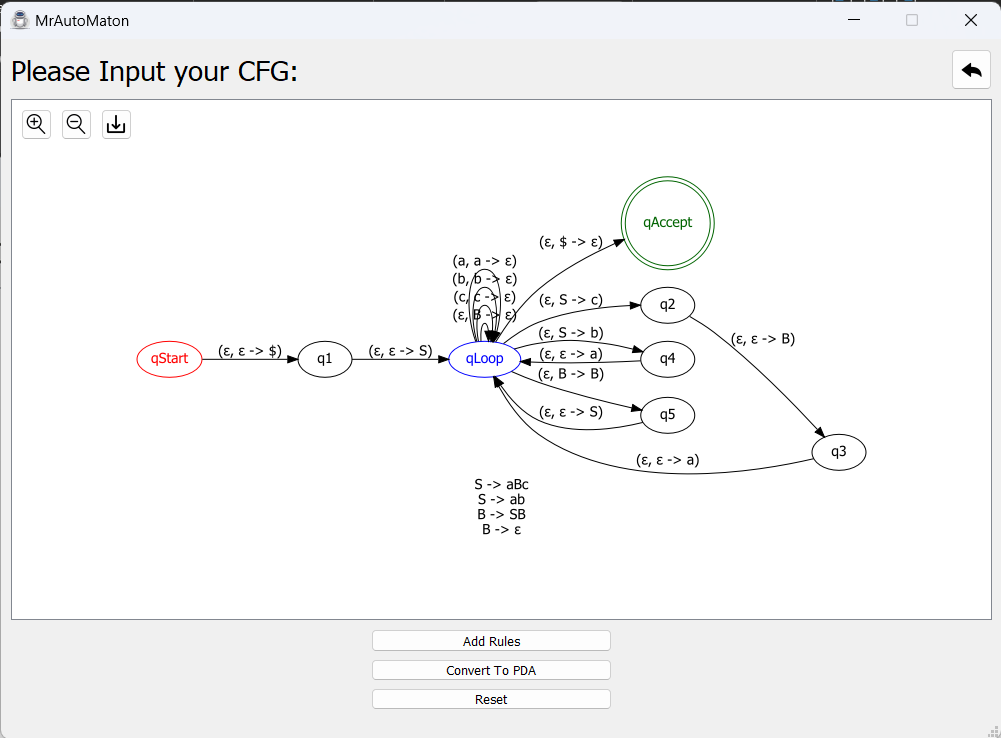 MrAutoMaton
Please Input your CFG:
qAccept
(ε, $ -> ε)
(a, a -> ε)
(b, b -> ε)
(c, c -> ε)
(ε, B -> ε)
(ε, S -> c)
q2
(ε, S -> b)
(ε, ε -> B)
qStart
(ε, ε -> $)
q1
(ε, ε -> S)
qLoop
(ε, ε -> a)
q4
(ε, B -> B)
(ε, ε -> S)
q5
q3
(ε, ε -> a)
S -> aBc
S -> ab
B -> SB
B -> ε
Add Rules
Convert To PDA
Reset